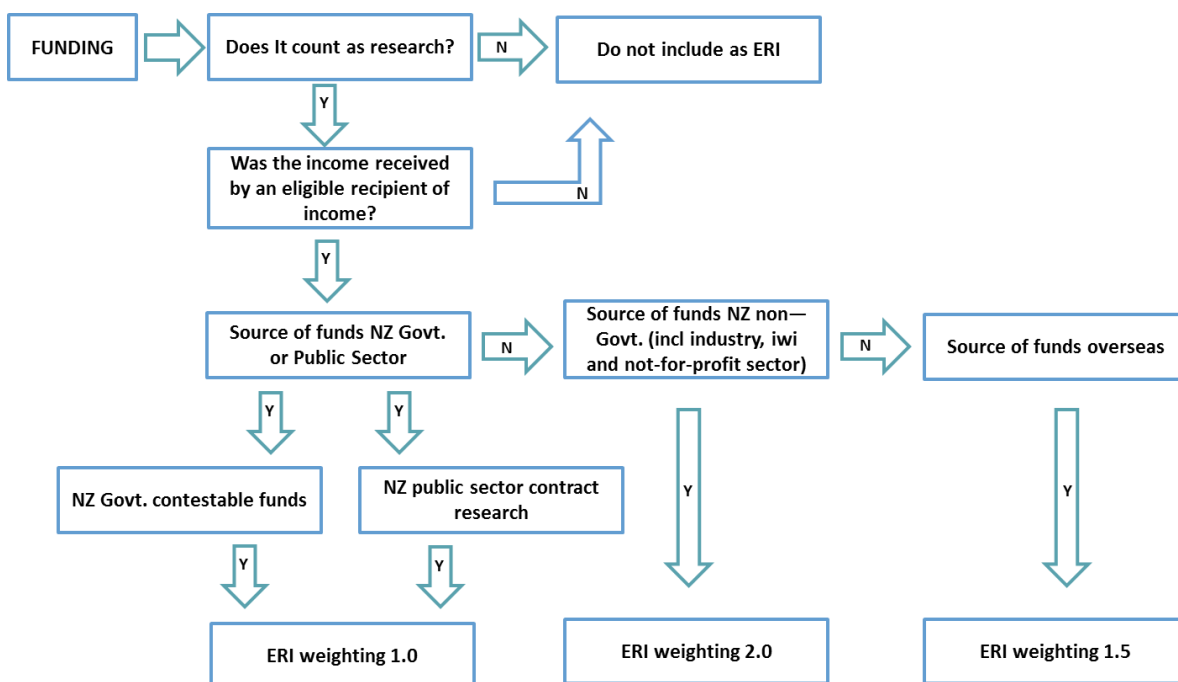 FUNDING
Does It count as research?
N
Do not include as ERI
Y
Was the income received
by an eligible recipient of
income?
N
Y
Source of funds NZ Govt.
or Public Sector
N
Source of funds NZ non—
Govt. (incl industry, iwi
and not-for-profit sector)
N
Source of funds overseas
Y
Y
NZ Govt. contestable funds
NZ public sector contract
research
Y
Y
Y
Y
ERI weighting 1.0
ERI weighting 2.0
ERI weighting 1.5